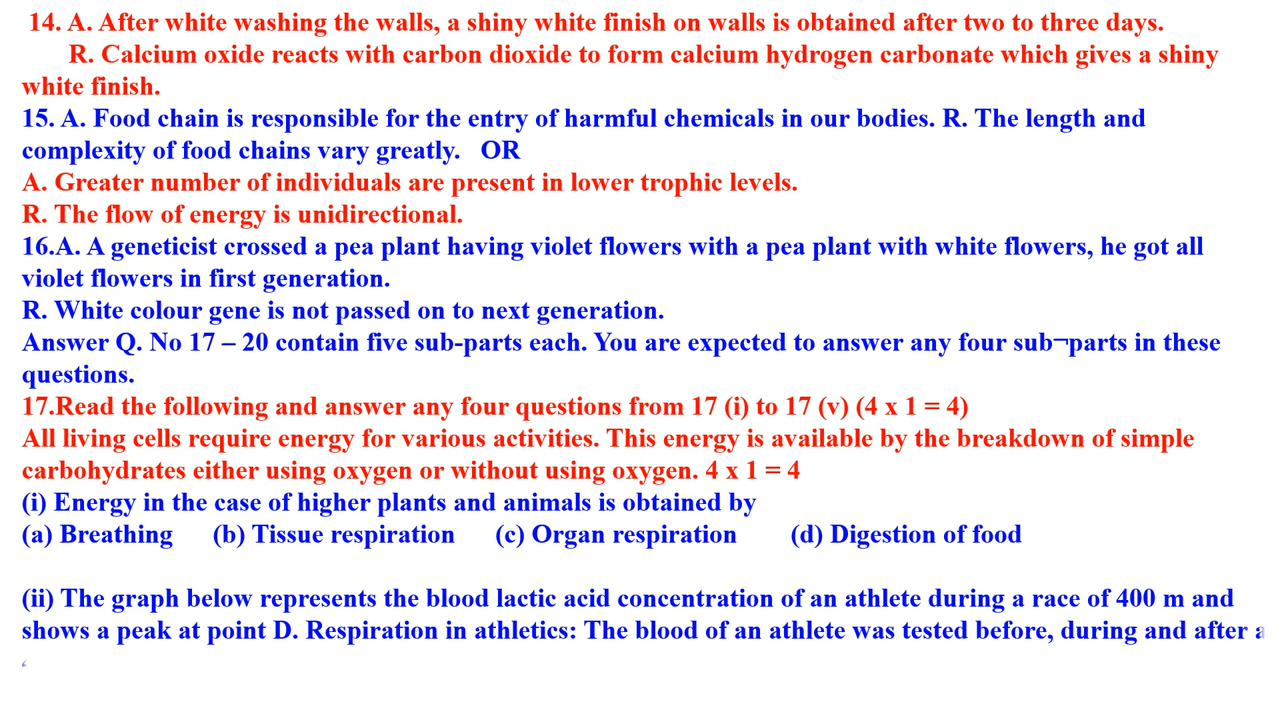 14. A. After white washing the walls, a shiny white finish on walls is obtained after two to three days.
R. Calcium oxide reacts with carbon dioxide to form calcium hydrogen carbonate which gives a shiny
white finish.
15. A. Food chain is responsible for the entry of harmful chemicals in our bodies. R. The length and
complexity of food chains vary greatly. OR
A. Greater number of individuals are present in lower trophic levels.
R. The flow of energy is unidirectional.
16.A. A geneticist crossed a pea plant having violet flowers with a pea plant with white flowers, he got all
violet flowers in first generation.
R. White colour gene is not passed on to next generation.
Answer Q. No 17 – 20 contain five sub-parts each. You are expected to answer any four sub¬parts in these
questions.
17.Read the following and answer any four questions from 17 (i) to 17 (v) (4 x 1 = 4)
All living cells require energy for various activities. This energy is available by the breakdown of simple
carbohydrates either using oxygen or without using oxygen. 4 x 1 = 4
(i) Energy in the case of higher plants and animals is obtained by
(a) Breathing (b) Tissue respiration (c) Organ respiration (d) Digestion of food
(ii) The graph below represents the blood lactic acid concentration of an athlete during a race of 400 m and
shows a peak at point D. Respiration in athletics: The blood of an athlete was tested before, during and after a